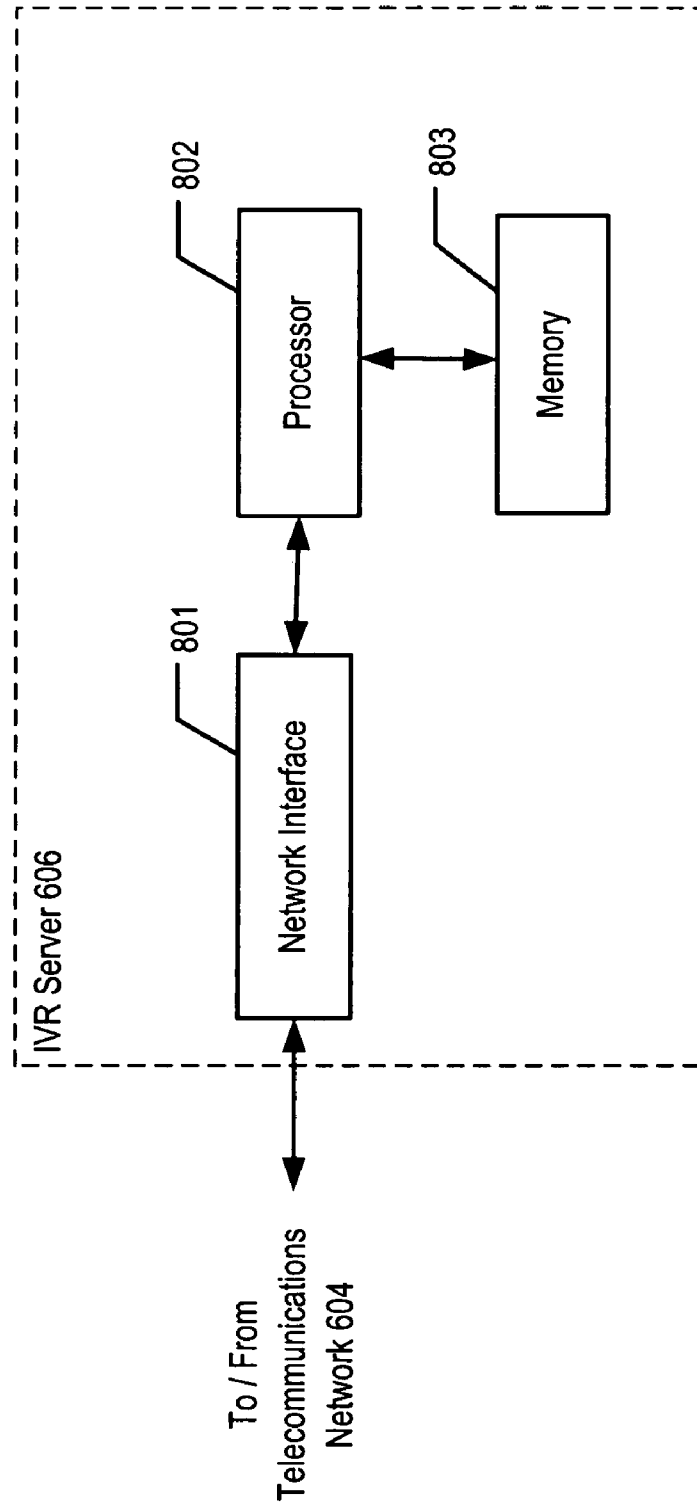 IVR Server 606
801
802
Network Interface
Processor
To / From
Telecommunications
Network 604
803
Memory